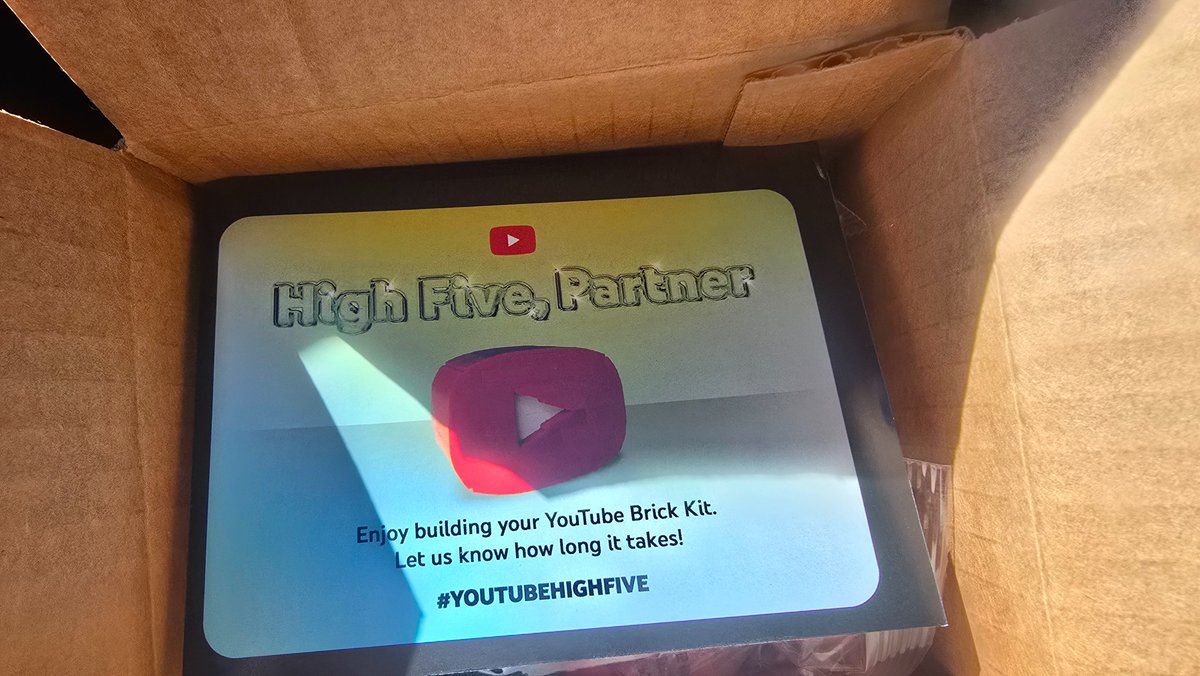 High Five, Partner
Enjoy building your YouTube Brick Kit.
Let us know how long it takes!
#YOUTUBEHIGHFIVE